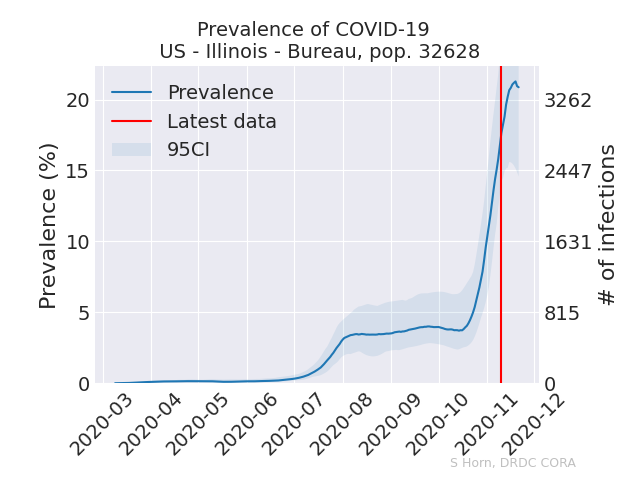 Prevalence of COVID-19
US - Illinois - Bureau, pop. 32628
Prevalence
Latest data
95CI
Prevalence (%)
20
15
10
5
0
3262
2447
1631
815
0
# of infections
2020-03
2020-04
2020-05
2020-06
2020-07
2020-08
2020-09
2020-10
2020-11
2020-12
S Horn, DRDC CORA